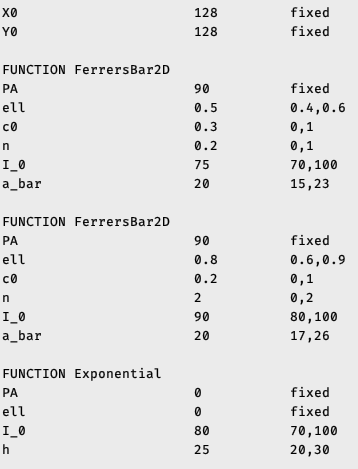 X0 128 fixed
Y0 128 fixed
FUNCTION FerrersBar2D
PA 90 fixed
ell 0.5 0.4,0.6
c0 0.3 0,1
n 0.2 0,1
I_0 75 70,100
a_bar 20 15,23
FUNCTION FerrersBar2D
PA 90 fixed
ell 0.8 0.6,0.9
c0 0.2 0,1
n 2 0,2
I_0 90 80,100
a_bar 20 17,26
FUNCTION Exponential
PA 0 fixed
ell 0 fixed
I_0 80 70,100
h 25 20,30